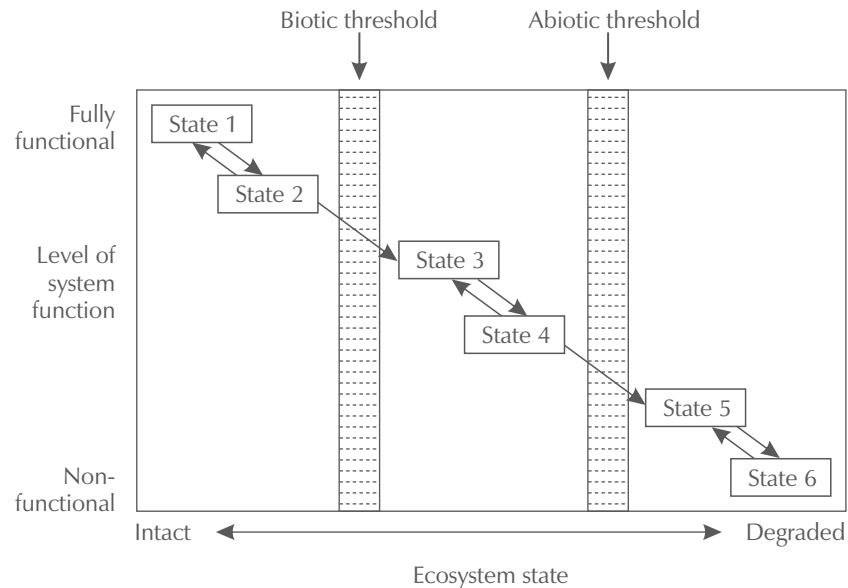 Biotic threshold
Abiotic threshold
Fully
functional
State 1
State 2
Level of
system
function
State 3
State 4
State 5
State 6
Non-
functional
Intact
Degraded
Ecosystem state